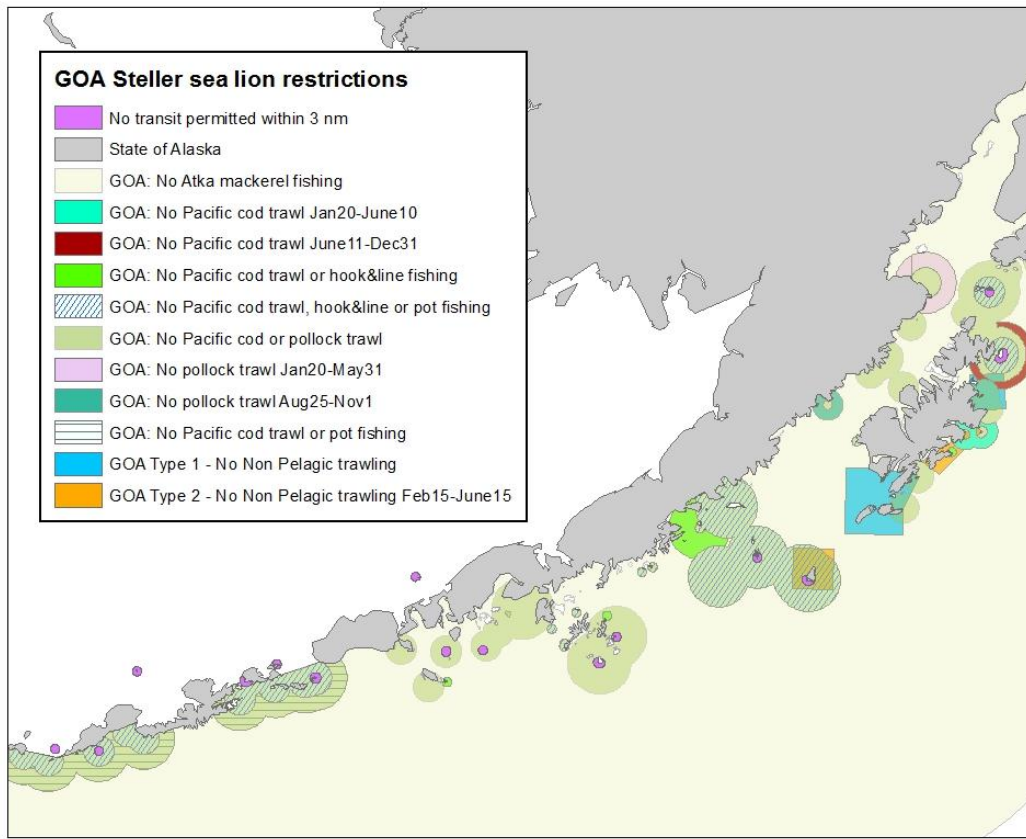 GOA Steller sea lion restrictions
No transit permitted within 3 nm
State of Alaska
GOA: No Atka mackerel fishing
GOA: No Pacific cod trawl Jan20-June10
GOA: No Pacific cod trawl June11-Dec31
GOA: No Pacific cod trawl or hook&line fishing
GOA: No Pacific cod trawl, hook&line or pot fishing
GOA: No Pacific cod or pollock trawl
GOA: No pollock trawl Jan20-May31
GOA: No pollock trawl Aug25-Nov1
GOA: No Pacific cod trawl or pot fishing
GOA Type 1 - No Non Pelagic trawling
GOA Type 2 - No Non Pelagic trawling Feb15-June15